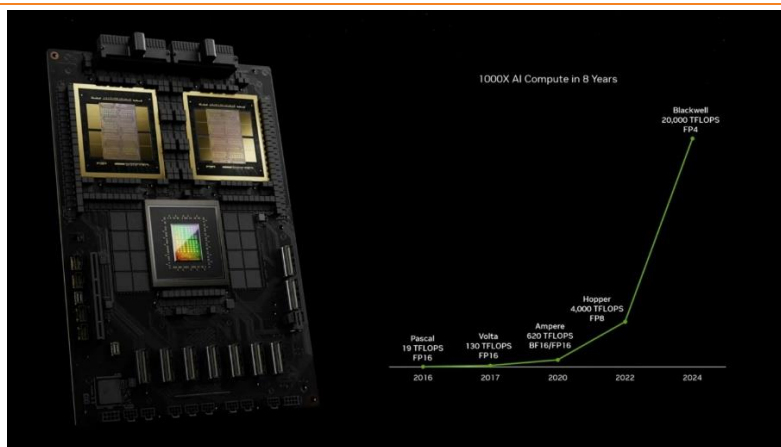 1000X AI Compute in 8 Years
Blackwell
20,000 TFLOPS
FP4
Hopper
4,000 TFLOPS
FP8
Ampere
620 TFLOPS
BF16/FP16
Volta
130 TFLOPS
FP16
Pascal
19 TFLOPS
FP16
2016
2017
2020
2022
2024